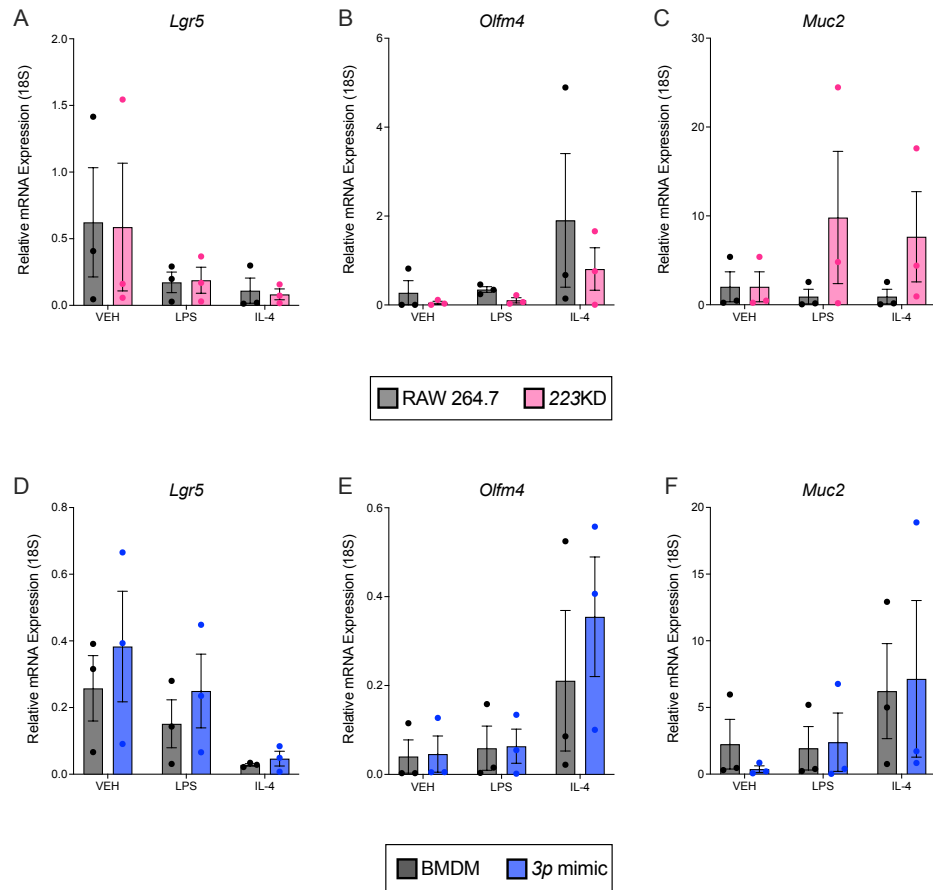 A
Lgr5
Relative mRNA Expression (18S)
2.0
1.5
1.0
0.5
0.0
VEH
LPS
IL-4
B
Olfm4
Relative mRNA Expression (18S)
6
4
2
0
VEH
LPS
IL-4
C
Muc2
Relative mRNA Expression (18S)
30
20
10
0
VEH
LPS
IL-4
RAW 264.7
223KD
D
Lgr5
Relative mRNA Expression (18S)
0.8
0.6
0.4
0.2
0.0
VEH
LPS
IL-4
E
Olfm4
Relative mRNA Expression (18S)
0.6
0.4
0.2
0.0
VEH
LPS
IL-4
F
Muc2
Relative mRNA Expression (18S)
20
15
10
5
0
VEH
LPS
IL-4
BMDM
3p mimic